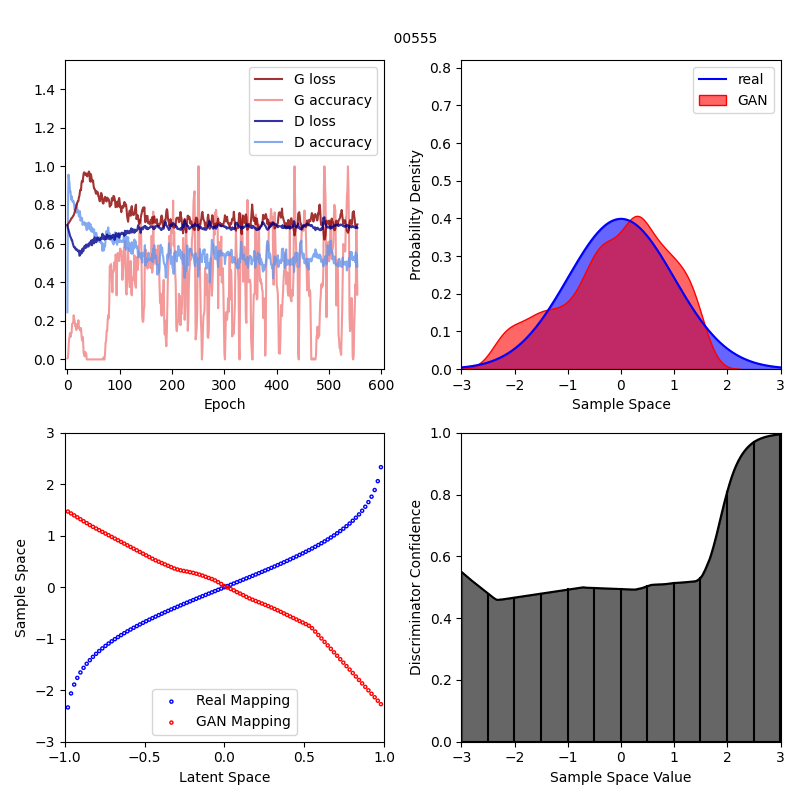 00555
1.4
1.2
1.0
0.8
0.6
0.4
0.2
0.0
0 100 200 300 400 500 600
Epoch
G loss
G accuracy
D loss
D accuracy
Probability Density
0.8
0.7
0.6
0.5
0.4
0.3
0.2
0.1
0.0
−3 −2 −1 0 1 2 3
Sample Space
real
GAN
Sample Space
3
2
1
0
−1
−2
−3
−1.0 −0.5 0.0 0.5 1.0
Latent Space
Real Mapping
GAN Mapping
Discriminator Confidence
1.0
0.8
0.6
0.4
0.2
0.0
−3 −2 −1 0 1 2 3
Sample Space Value